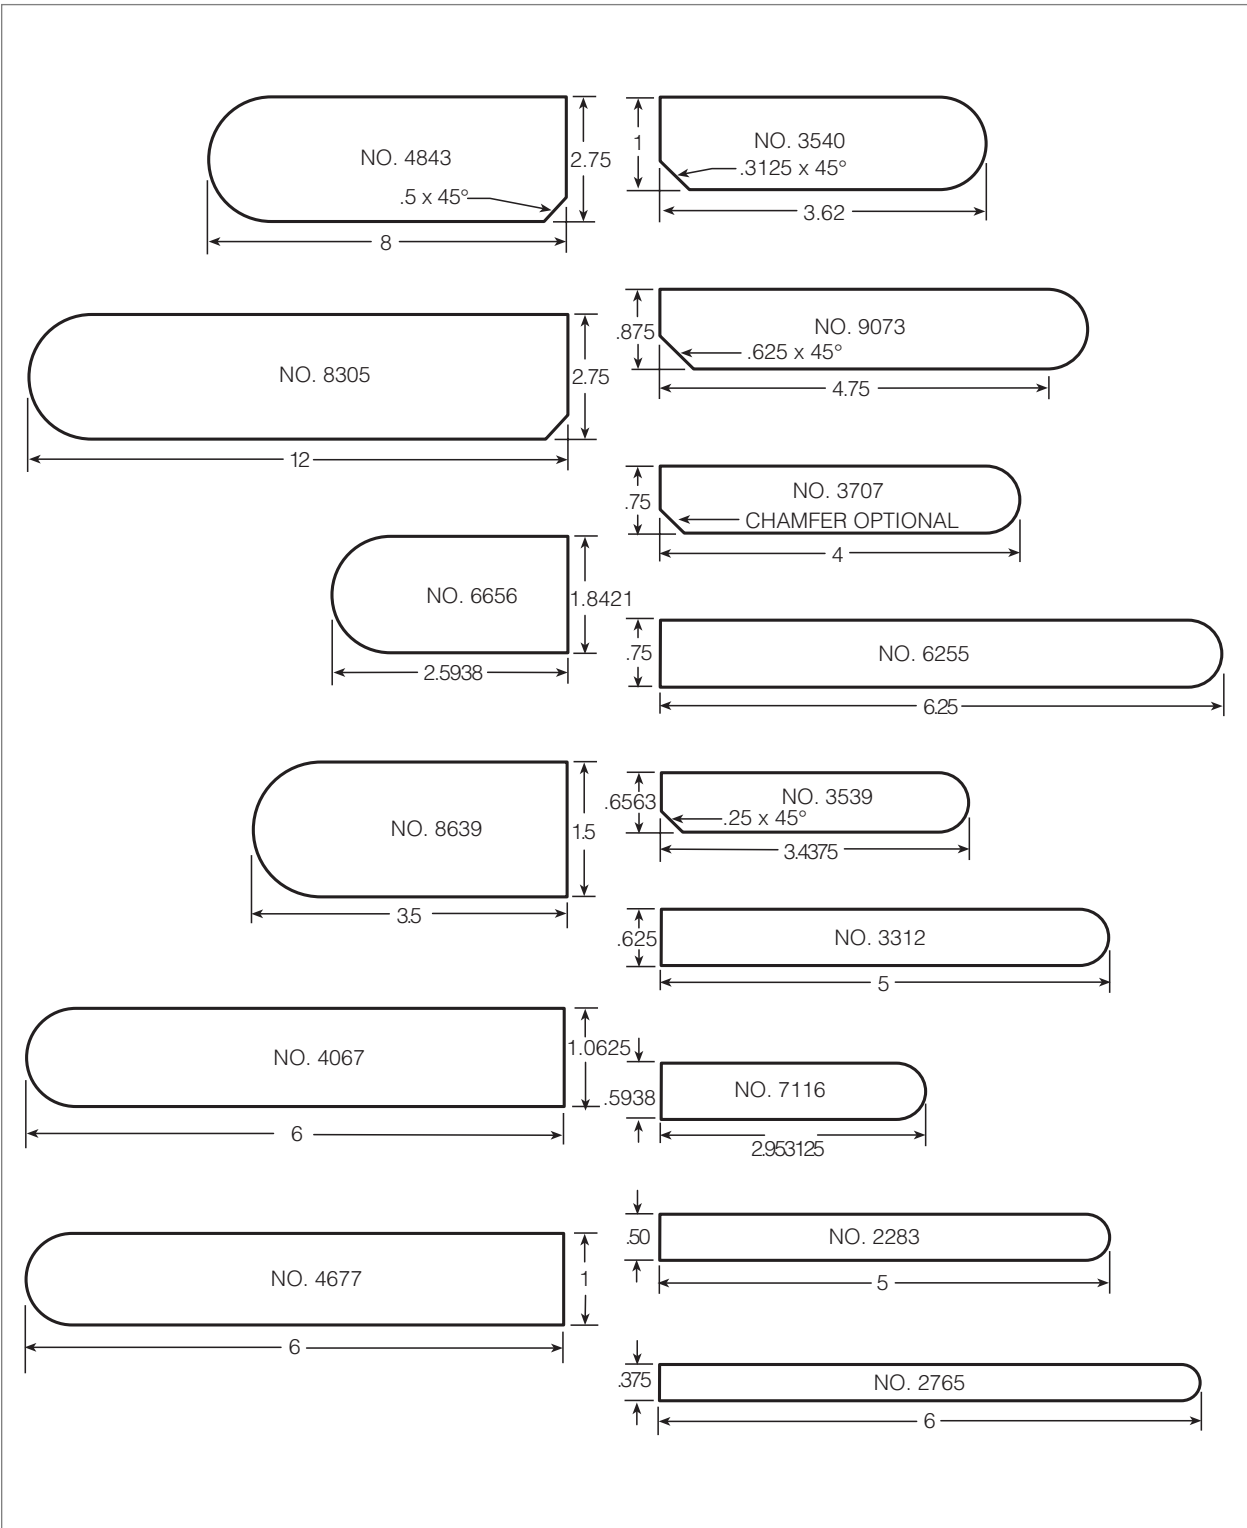 NO. 4843
.5 x 45°
2.75
8
NO. 8305
2.75
12
NO. 6656
1.8421
2.5938
NO. 8639
1.5
3.5
NO. 4067
1.0625
6
NO. 4677
1
6
NO. 3540
1
.3125 x 45°
3.62
NO. 9073
.875
.625 x 45°
4.75
NO. 3707
.75
CHAMFER OPTIONAL
4
NO. 6255
.75
6.25
NO. 3539
.6563
.25 x 45°
3.4375
NO. 3312
.625
5
NO. 7116
.5938
2.953125
NO. 2283
.50
5
NO. 2765
.375
6